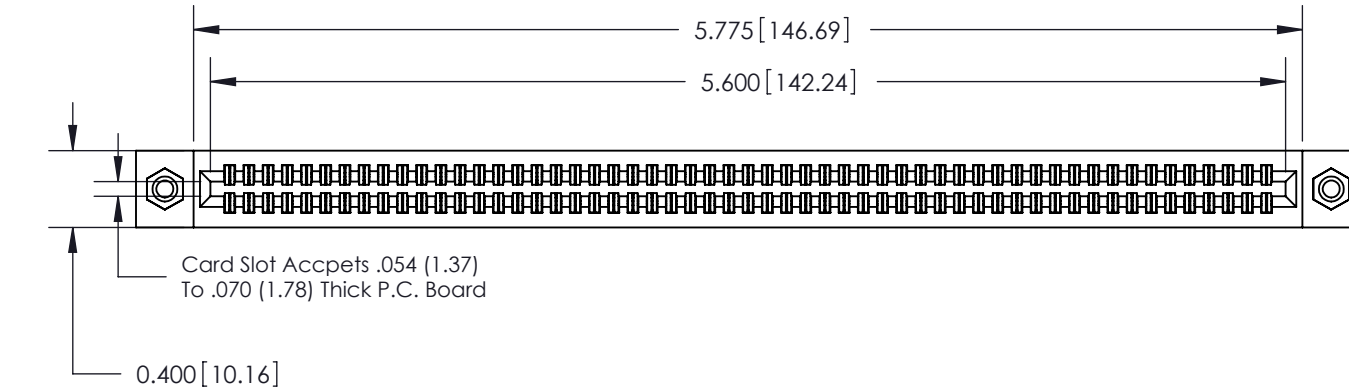 5.775[146.69]
5.600[142.24]
Card Slot Accpets .054 (1.37)
To .070 (1.78) Thick P.C. Board
0.400[10.16]